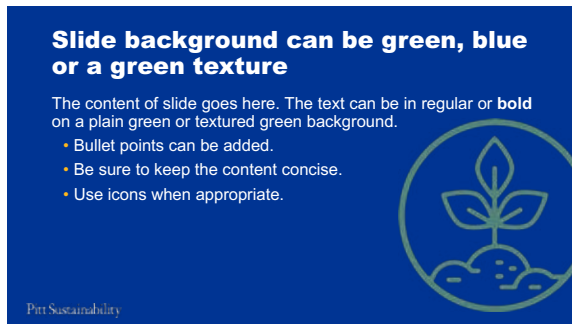 Slide background can be green, blue
or a green texture
The content of slide goes here. The text can be in regular or bold
on a plain green or textured green background.
• Bullet points can be added.
• Be sure to keep the content concise.
• Use icons when appropriate.
Pitt Sustainability